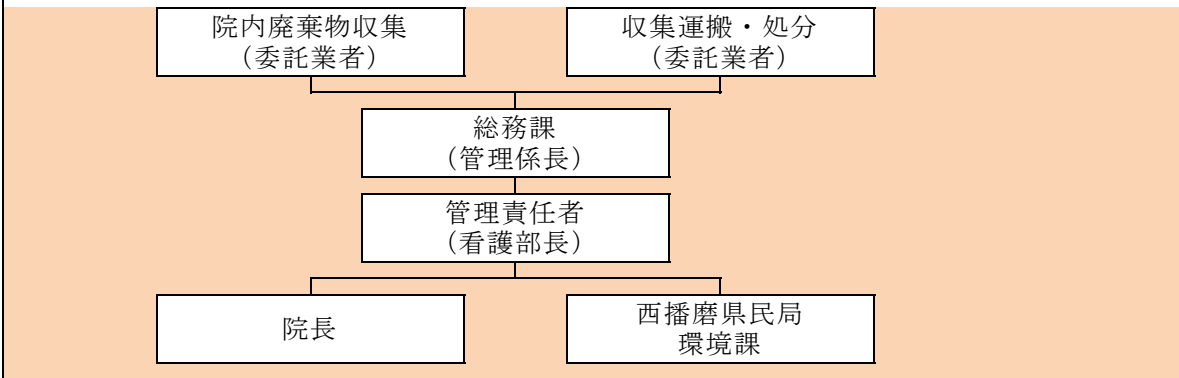 院内廃棄物収集
（委託業者）
収集運搬・処分
（委託業者）
総務課
（管理係長）
管理責任者
（看護部長）
院長
西播磨県民局
環境課